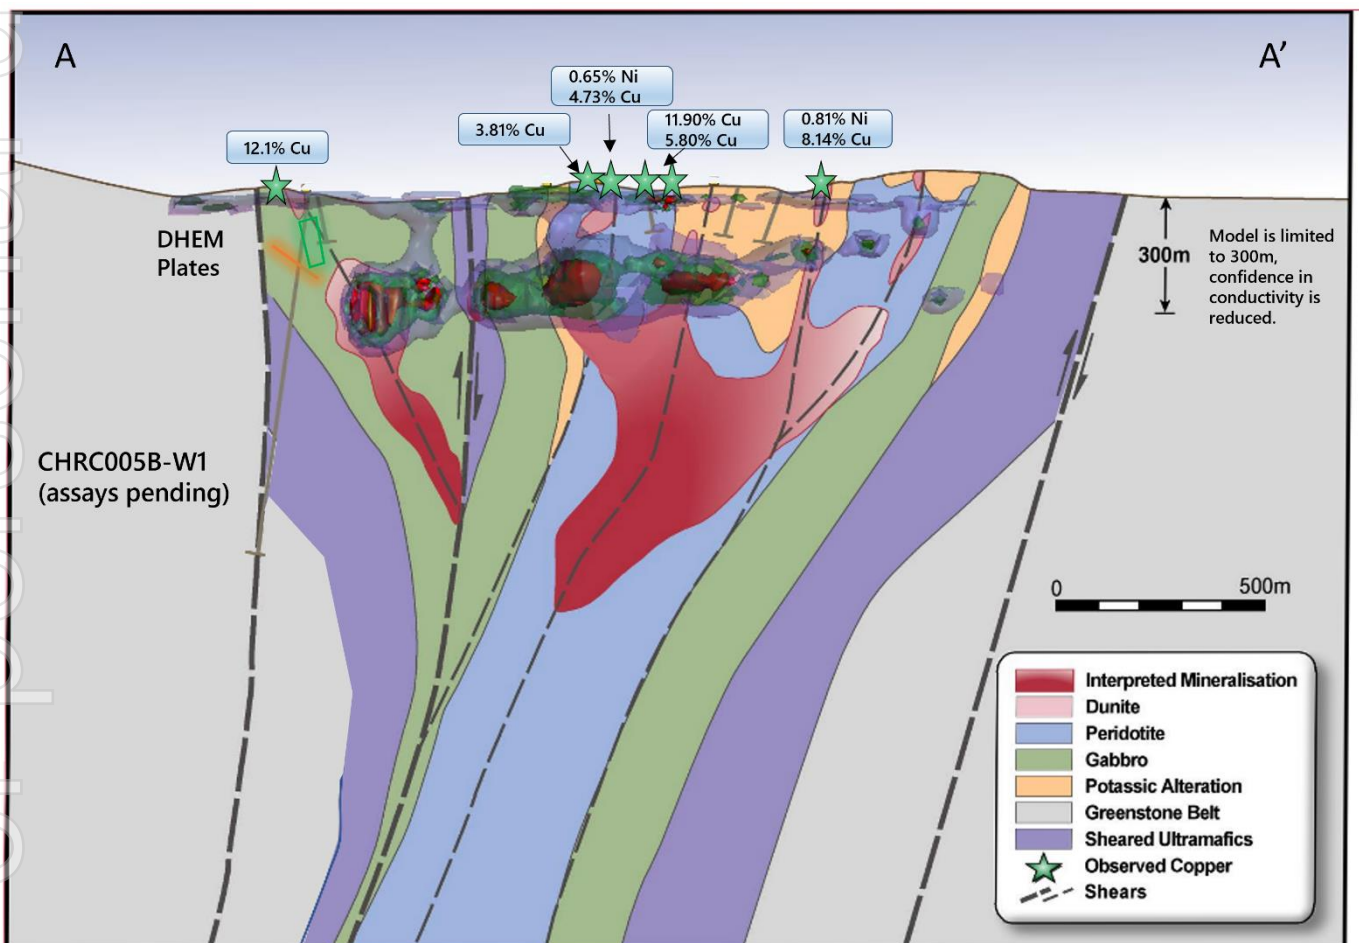 A
A’
0.65% Ni
4.73% Cu
3.81% Cu
11.90% Cu
5.80% Cu
0.81% Ni
8.14% Cu
12.1% Cu
DHEM
Plates
300m
Model is limited
to 300m,
confidence in
conductivity is
reduced.
CHRC005B-W1
(assays pending)
0
500m
Interpreted Mineralisation
Dunite
Peridotite
Gabbro
Potassic Alteration
Greenstone Belt
Sheared Ultramafics
Observed Copper
Shears